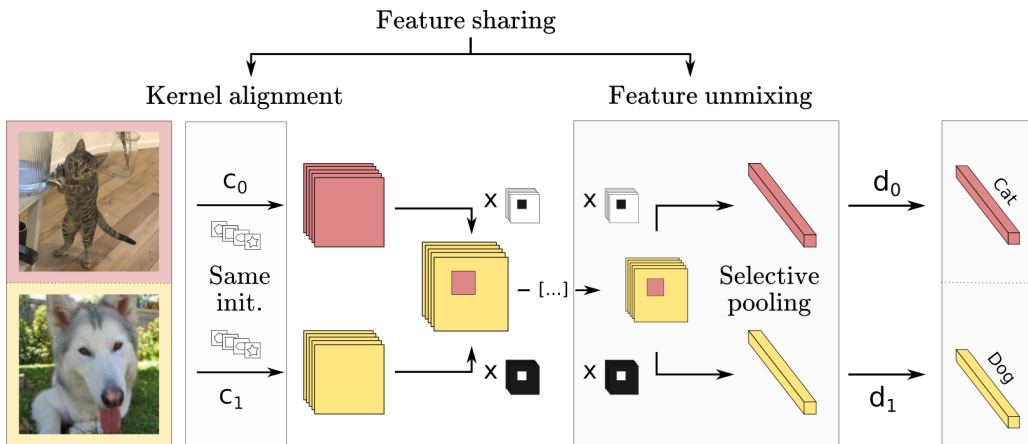 Feature sharing
Kernel alignment
Feature unmixing
c0
x
x
d0
Cat
Same
init.
– [...]
Selective
pooling
c1
x
x
d1
Dog